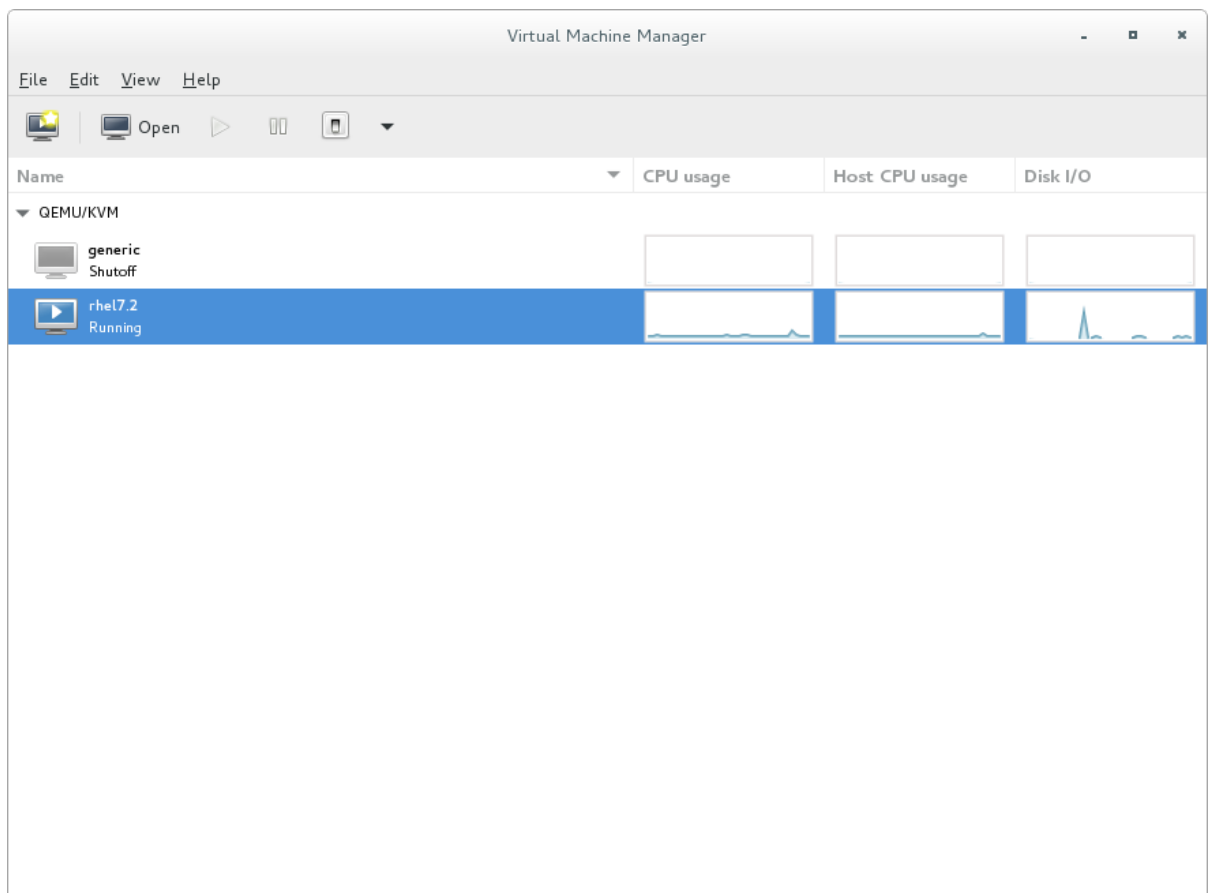 Virtual Machine Manager
File Edit View Help
Open
Name CPU usage Host CPU usage Disk I/O
QEMU/KVM
generic
Shutoff
rhel7.2
Running